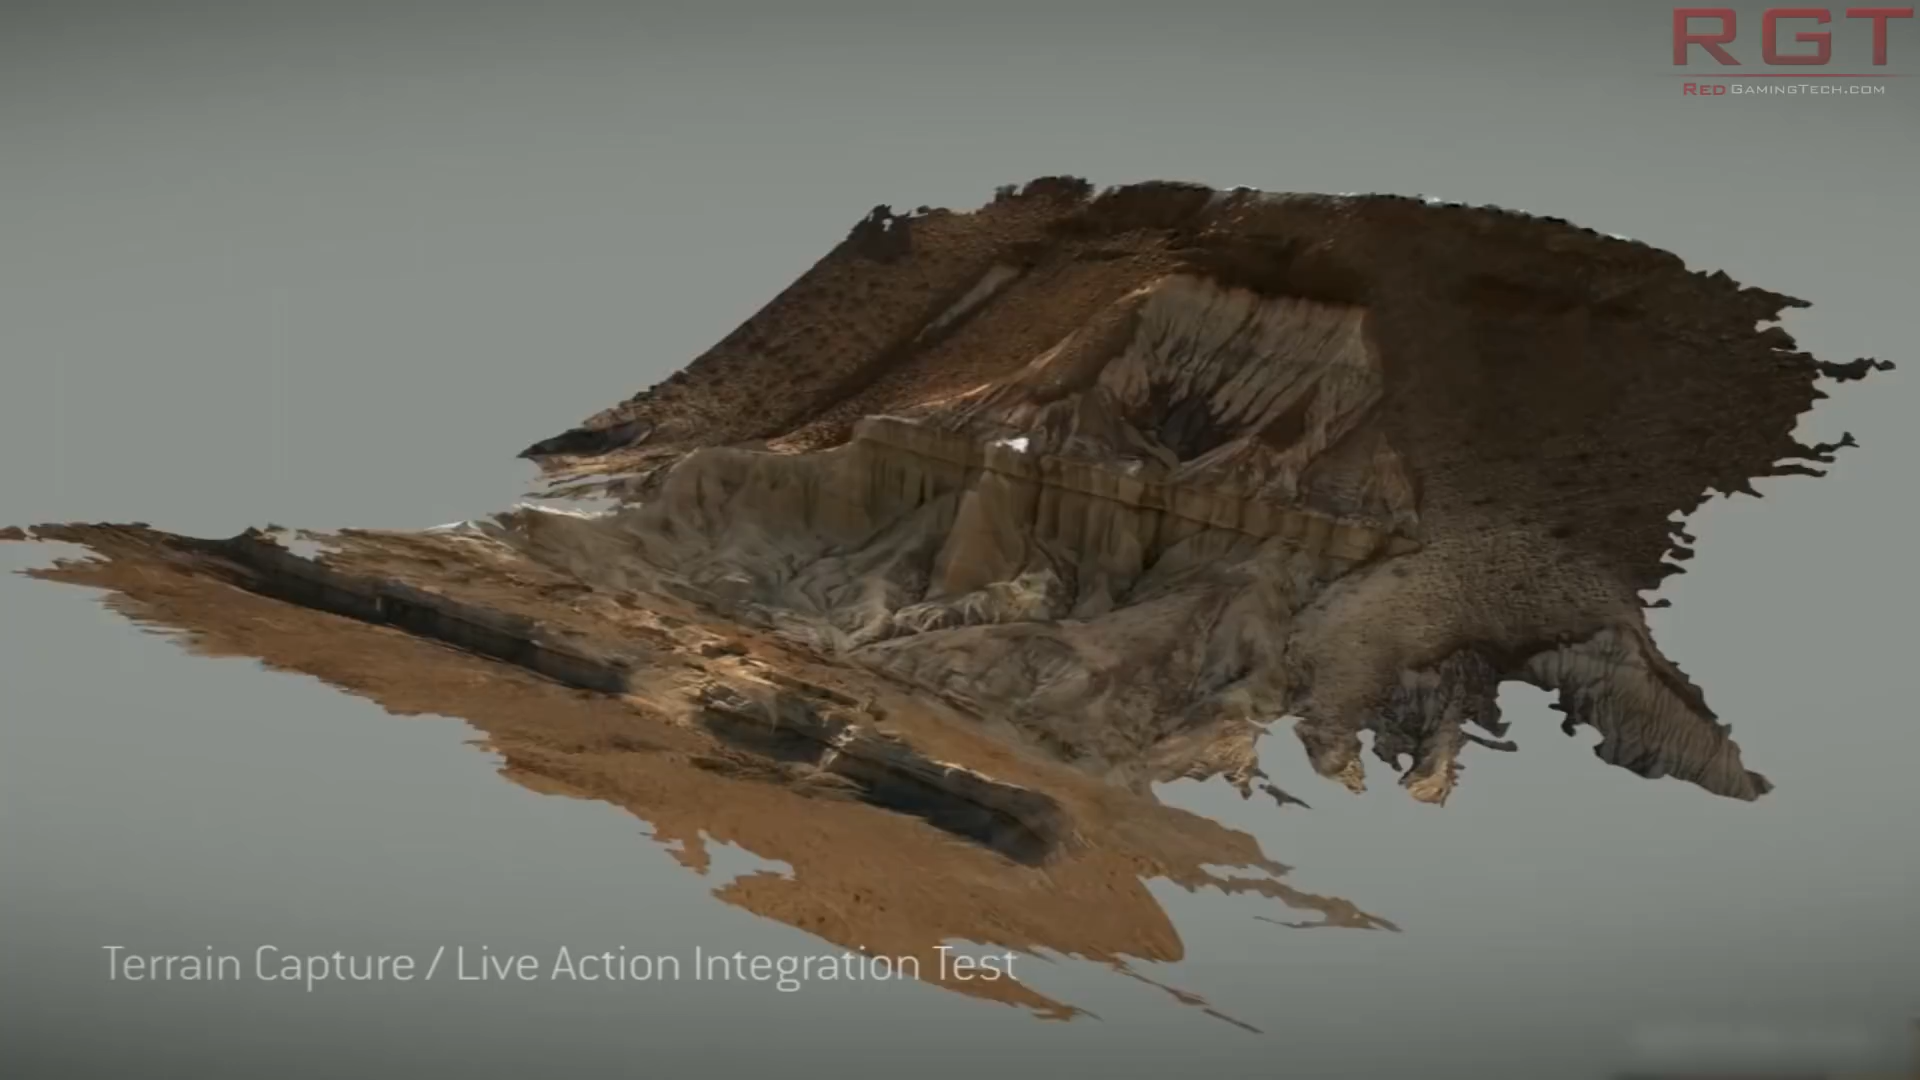 RGT
RedGamingTech.com
Terrain Capture / Live Action Integration Test